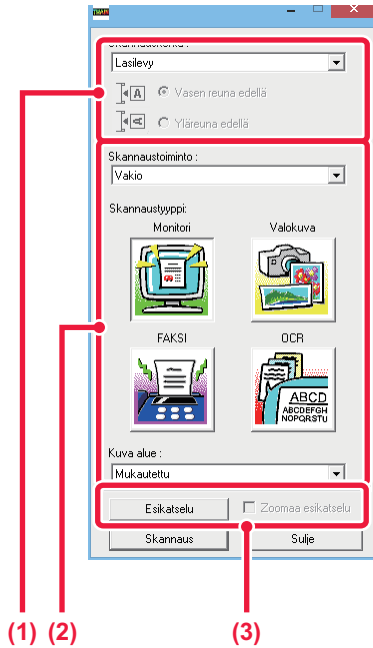 Lasilevy
Vasen reuna edellä
Yläreuna edellä
Skannaustoiminto :
Vakio
Skannaustyyppi:
Monitori Valokuva
FAKSI OCR
ABCD
ABCDEFGH
NOPQRSTU
Kuva alue :
Mukautettu
Esikatselu Zoomaa esikatselu
Skannaus Sulje
(1) (2) (3)